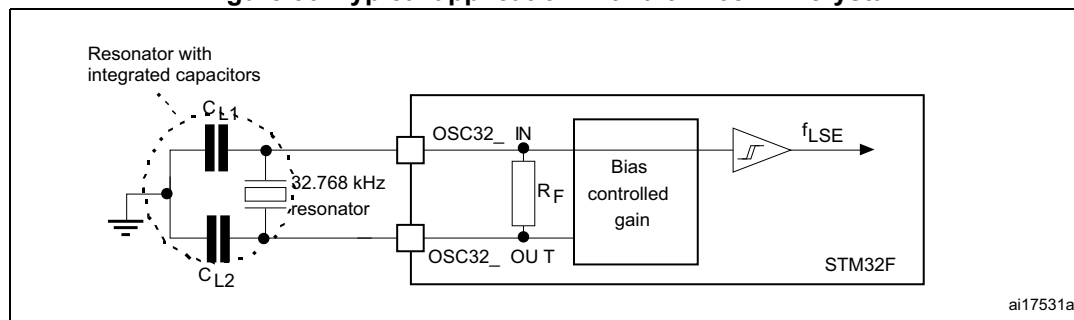 Resonator with
integrated capacitors
CL1
OSC32_ IN
fLSE
Bias
controlled
gain
RF
32.768 kHz
resonator
OSC32_ OU T
STM32F
CL2
ai17531a